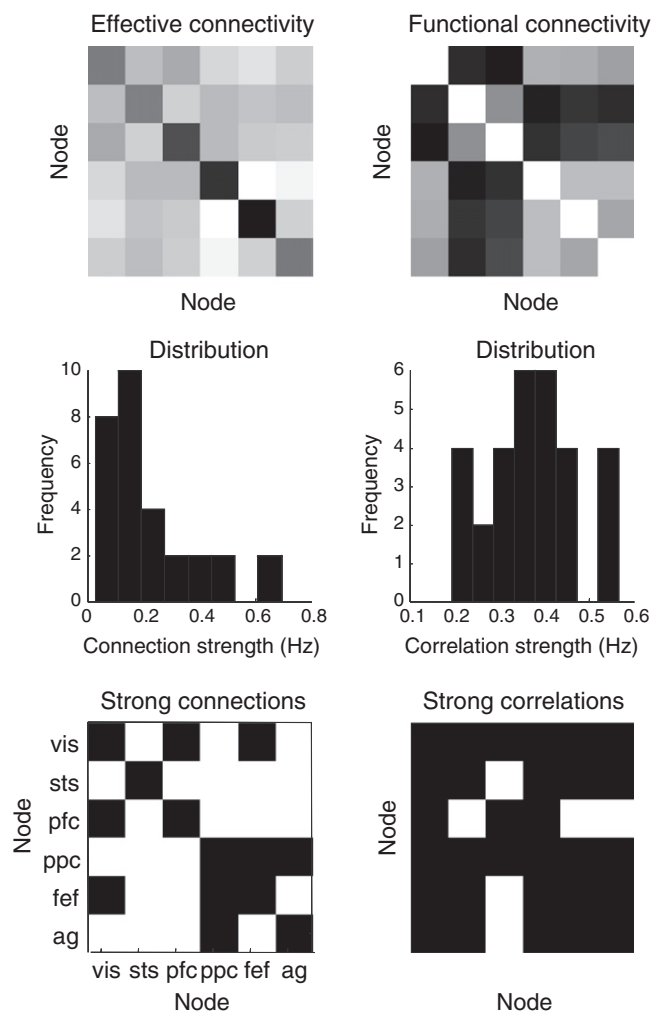 Effective connectivity
Functional connectivity
Node
Node
Node
Node
Distribution
Distribution
10
8
6
4
2
0
Frequency
0 0.2 0.4 0.6 0.8
Connection strength (Hz)
6
5
4
3
2
1
0
Frequency
0.1 0.2 0.3 0.4 0.5 0.6
Correlation strength (Hz)
Strong connections
Strong correlations
Node
vis
sts
pfc
ppc
fef
ag
vis sts pfc ppc fef ag
Node
Node
Node